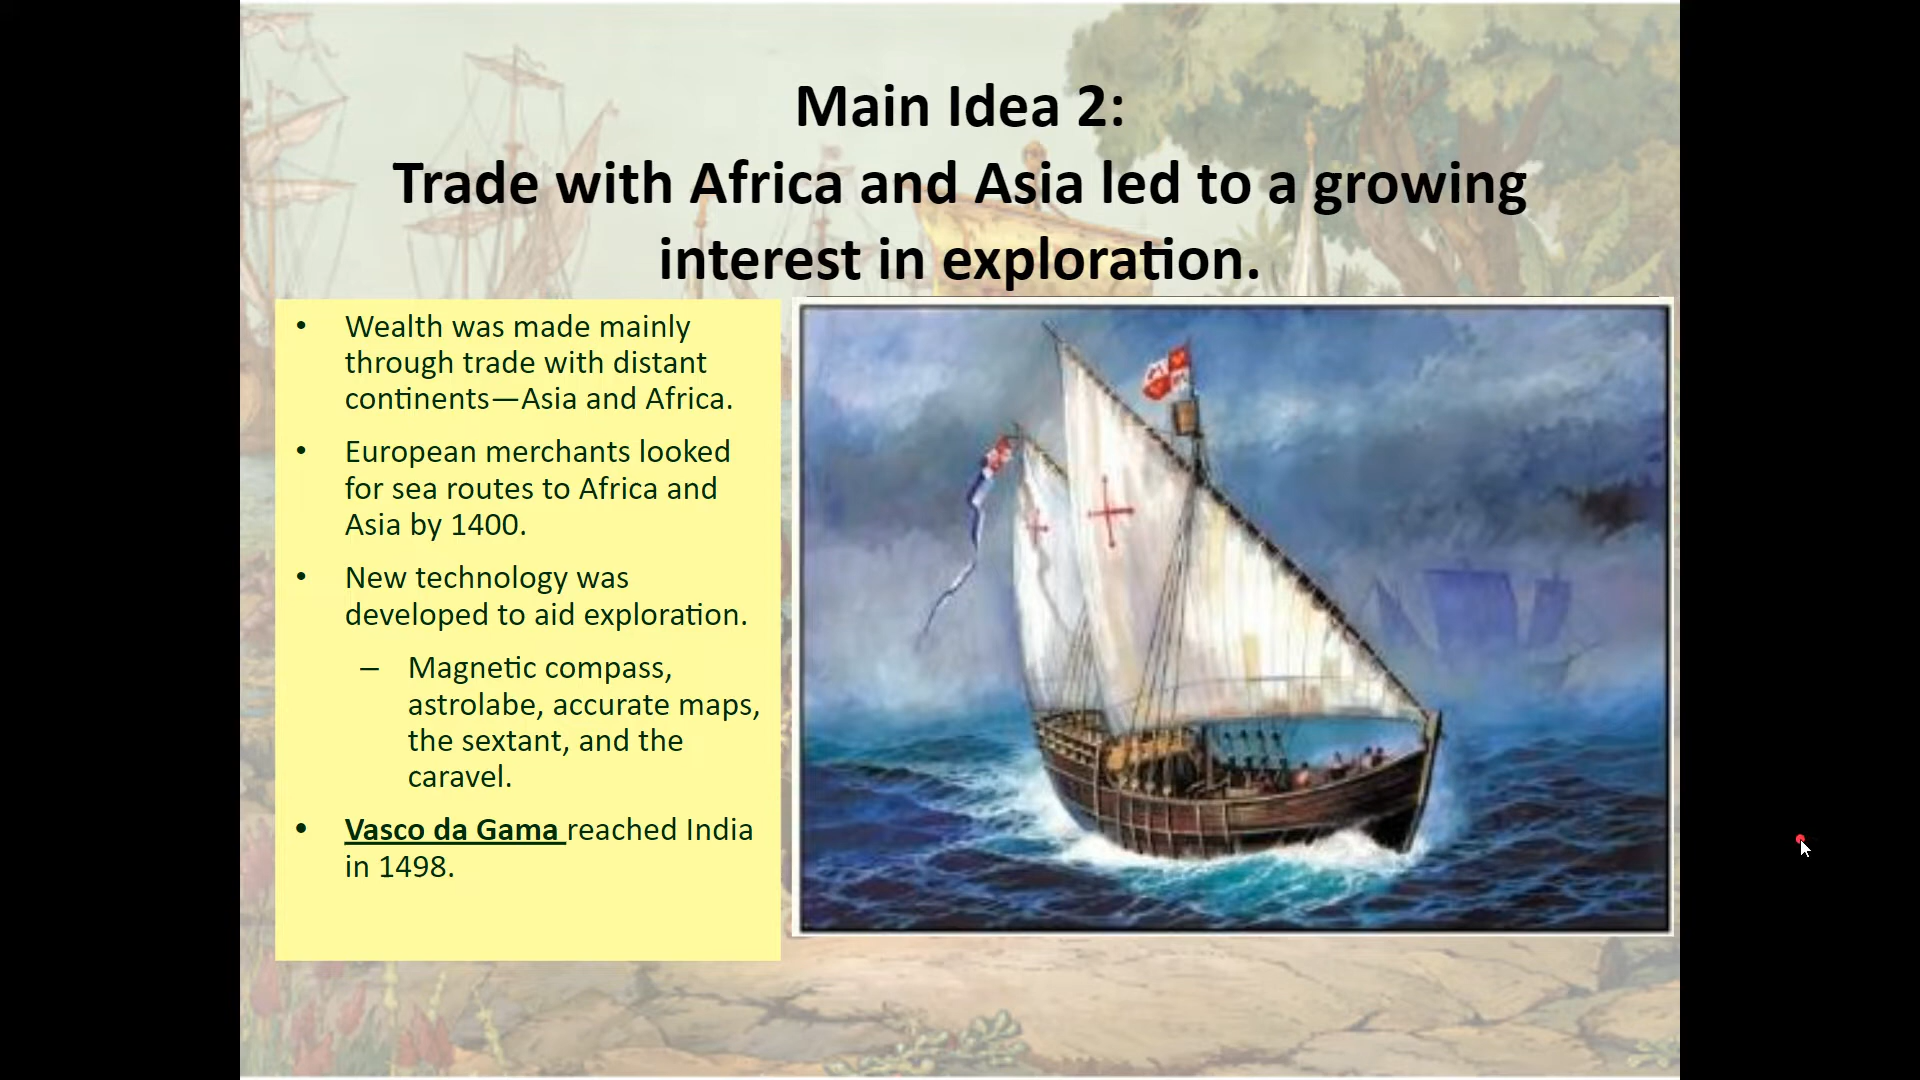 Main Idea 2:
Trade with Africa and Asia led to a growing
interest in exploration.
• Wealth was made mainly
through trade with distant
continents—Asia and Africa.
• European merchants looked
for sea routes to Africa and
Asia by 1400.
• New technology was
developed to aid exploration.
– Magnetic compass,
astrolabe, accurate maps,
the sextant, and the
caravel.
• Vasco da Gama reached India
in 1498.